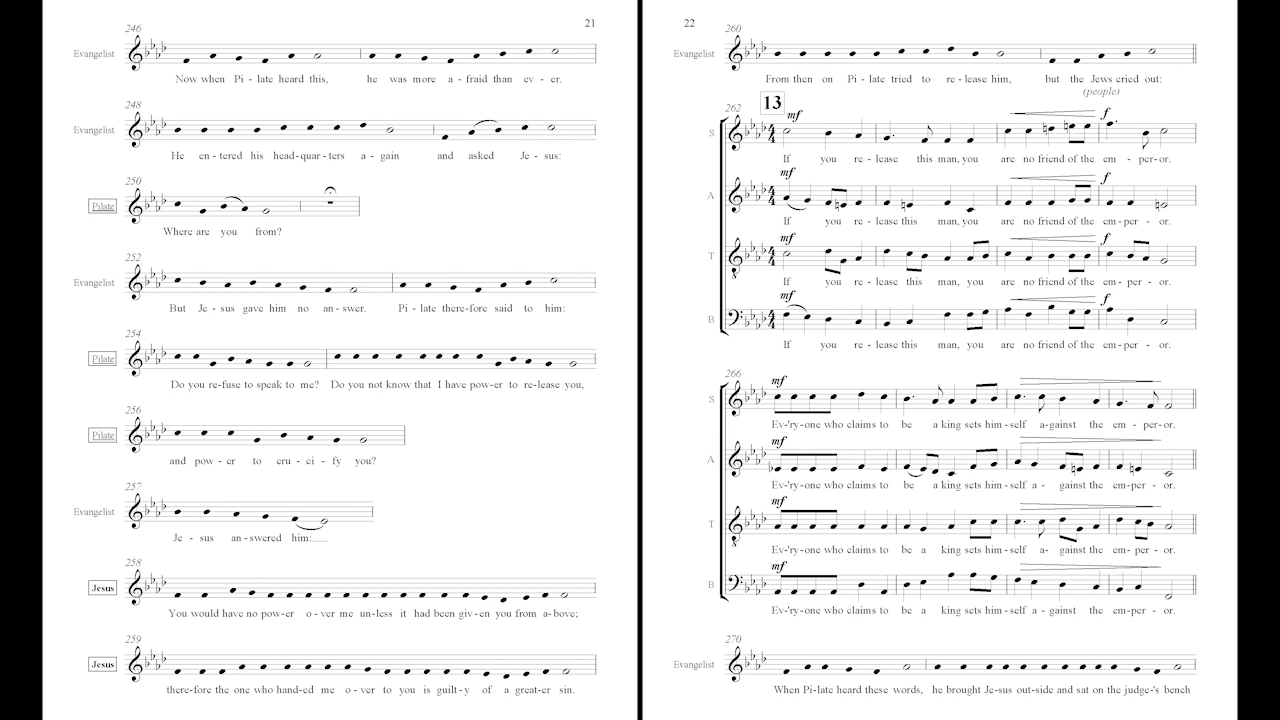 21
246
Evangelist
Now when Pi - late heard this, he was more a - fraid than ev - er.
248
Evangelist
He en - tered his head - quar - ters a - gain and asked Je - sus:
250
Pilate
Where are you from?
252
Evangelist
But Je - sus gave him no an - swer. Pi - late there - fore said to him:
254
Pilate
Do you re - fuse to speak to me? Do you not know that I have pow - er to re - lease you,
256
Pilate
and pow - er to cru - ci - fy you?
257
Evangelist
Je - sus an - swered him:
258
Jesus
You would have no pow - er o - ver me un - less it had been giv - en you from a - bove;
259
Jesus
there - fore the one who hand - ed me o - ver to you is guilt - y of a great - er sin.
22
260
Evangelist
From then on Pi - late tried to re - lease him, but the Jews cried out:
(people)
262
13
mf f
S
If you re - lease this man, you are no friend of the em - per - or.
mf f
A
If you re - lease this man, you are no friend of the em - per - or.
mf f
T
If you re - lease this man, you are no friend of the em - per - or.
mf f
B
If you re - lease this man, you are no friend of the em - per - or.
266
mf
S
Ev - 'ry - one who claims to be a king sets him - self a - gainst the em - per - or.
mf
A
Ev - 'ry - one who claims to be a king sets him - self a - gainst the em - per - or.
mf
T
Ev - 'ry - one who claims to be a king sets him - self a - gainst the em - per - or.
mf
B
Ev - 'ry - one who claims to be a king sets him - self a - gainst the em - per - or.
270
Evangelist
When Pi - late heard these words, he brought Je - sus out - side and sat on the judge - 's bench